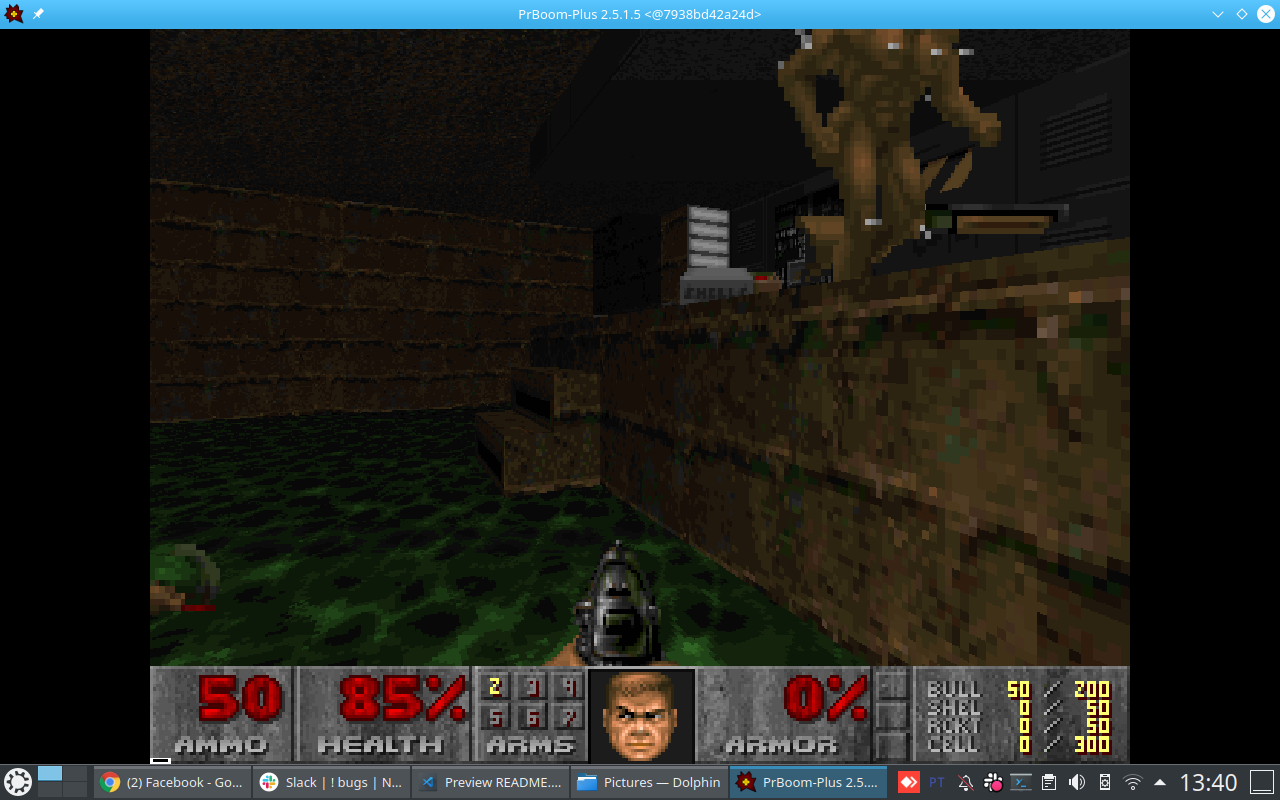 PrBoom-Plus 2.5.1.5 <@7938bd42a24d>
SHELLS
50 85% 2 3 4 0% BULL 50 / 200
5 6 7 SHEL 0 / 50
RCKT 0 / 50
AMMO HEALTH ARMS ARMOR CELL 0 / 300
(2) Facebook - Go... Slack | ! bugs | N... Preview README.... Pictures — Dolphin PrBoom-Plus 2.5.... PT 13:40